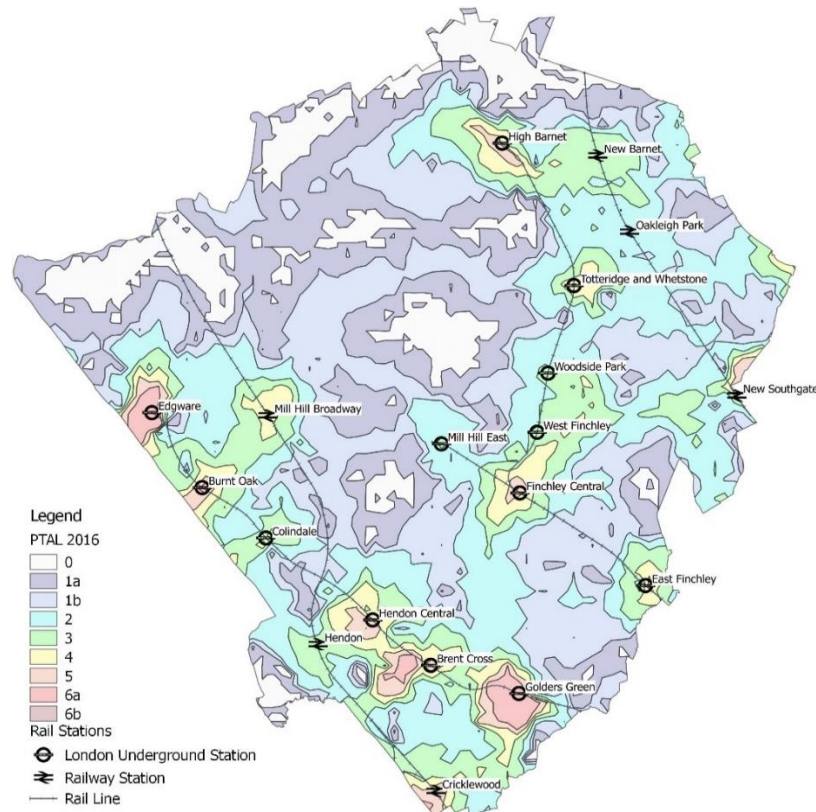 High Barnet
New Barnet
Oakleigh Park
Totteridge and Whetstone
Woodside Park
New Southgate
Edgware
Mill Hill Broadway
West Finchley
Mill Hill East
Burnt Oak
Finchley Central
Colindale
East Finchley
Hendon Central
Hendon
Brent Cross
Golders Green
Cricklewood
Legend
PTAL 2016
0
1a
1b
2
3
4
5
6a
6b
Rail Stations
London Underground Station
Railway Station
Rail Line